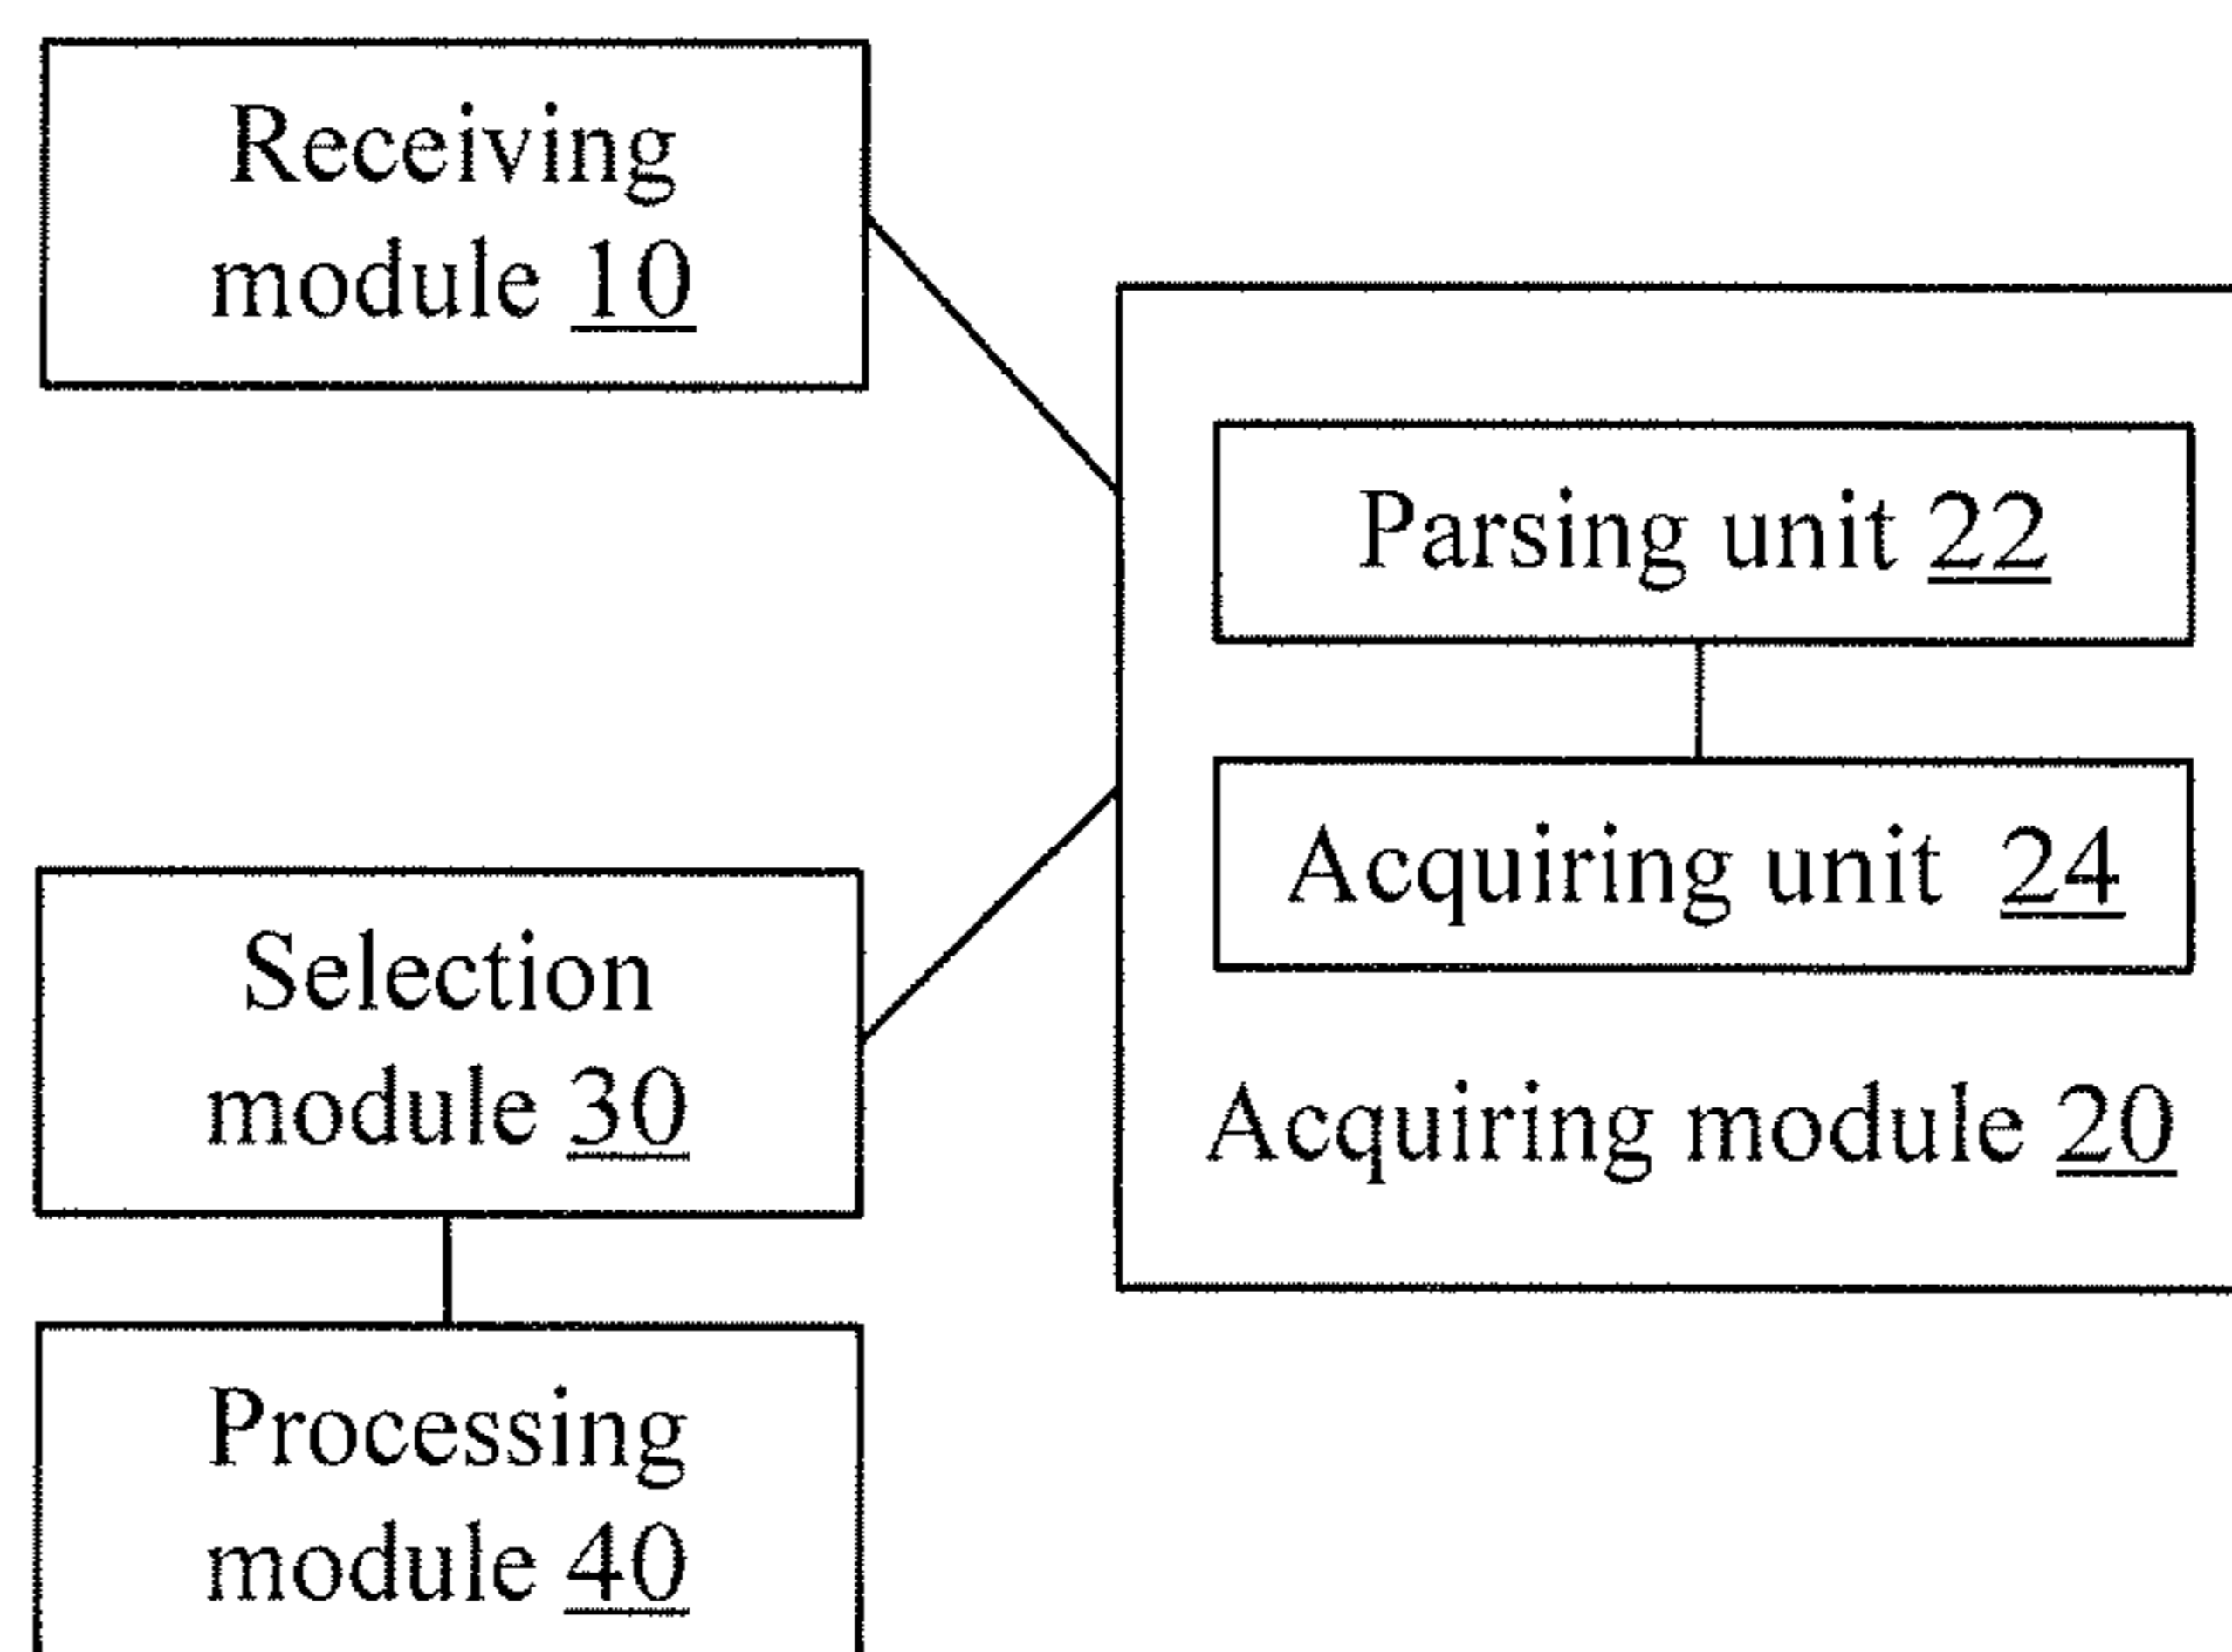 Receiving
module 10
Parsing unit 22
Acquiring unit 24
Acquiring module 20
Selection
module 30
Processing
module 40